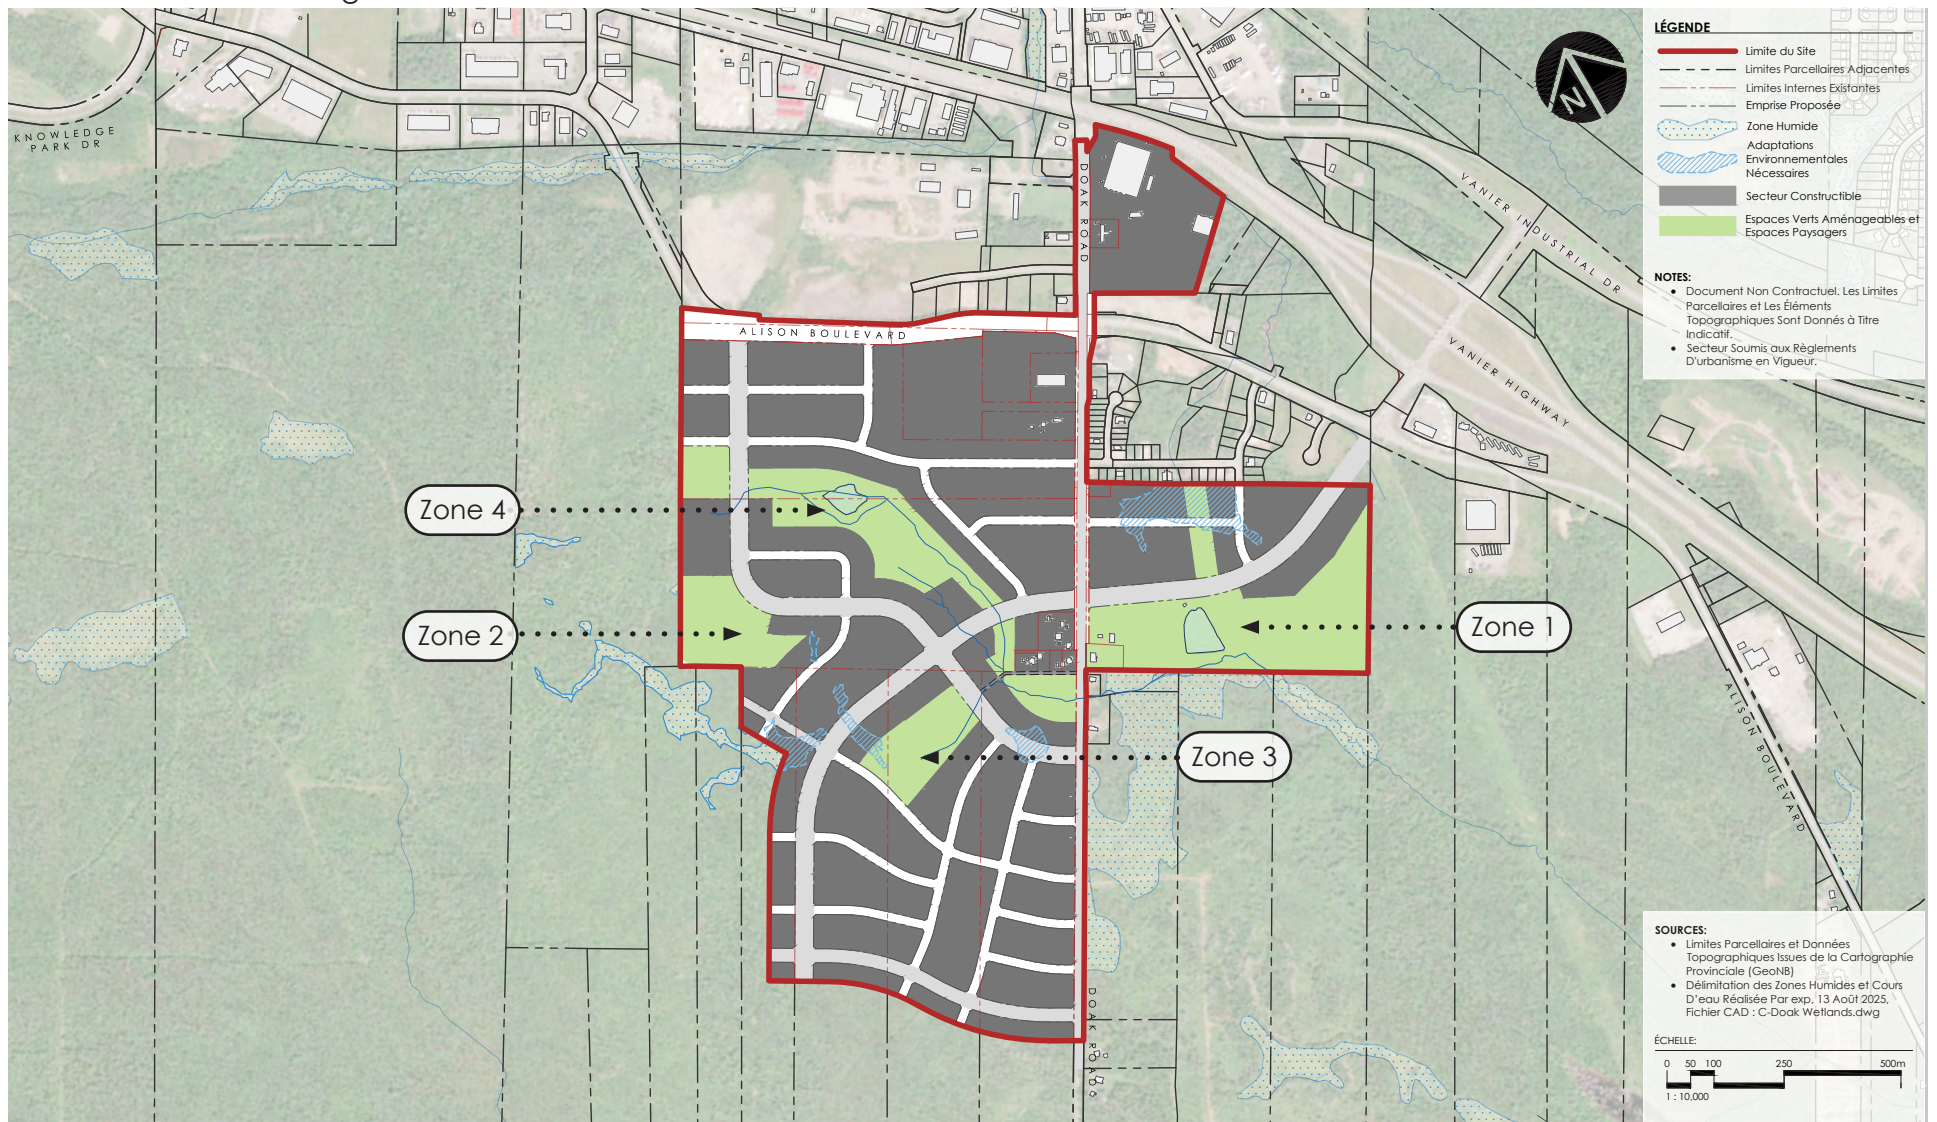 KNOWLEDGE
PARK DR
DOAK ROAD
VANIER INDUSTRIAL DR
VANIER HIGHWAY
ALISON BOULEVARD
Zone 4
Zone 2
Zone 1
Zone 3
ALISON BOULEVARD
DOAK ROAD
N
LÉGENDE
Limite du Site
Limites Parcellaires Adjacentes
Limites Internes Existantes
Emprise Proposée
Zone Humide
Adaptations
Environnementales
Nécessaires
Secteur Constructible
Espaces Verts Aménageables et
Espaces Paysagers
NOTES:
• Document Non Contractuel. Les Limites
Parcellaires et Les Éléments
Topographiques Sont Donnés à Titre
Indicatif.
• Secteur Soumis aux Règlements
D'urbanisme en Vigueur.
SOURCES:
• Limites Parcellaires et Données
Topographiques Issues de la Cartographie
Provinciale (GeoNB)
• Délimitation des Zones Humides et Cours
D'eau Réalisée Par exp, 13 Août 2025,
Fichier CAD : C-Doak Wetlands.dwg
ÉCHELLE:
0 50 100 250 500m
1 : 10,000